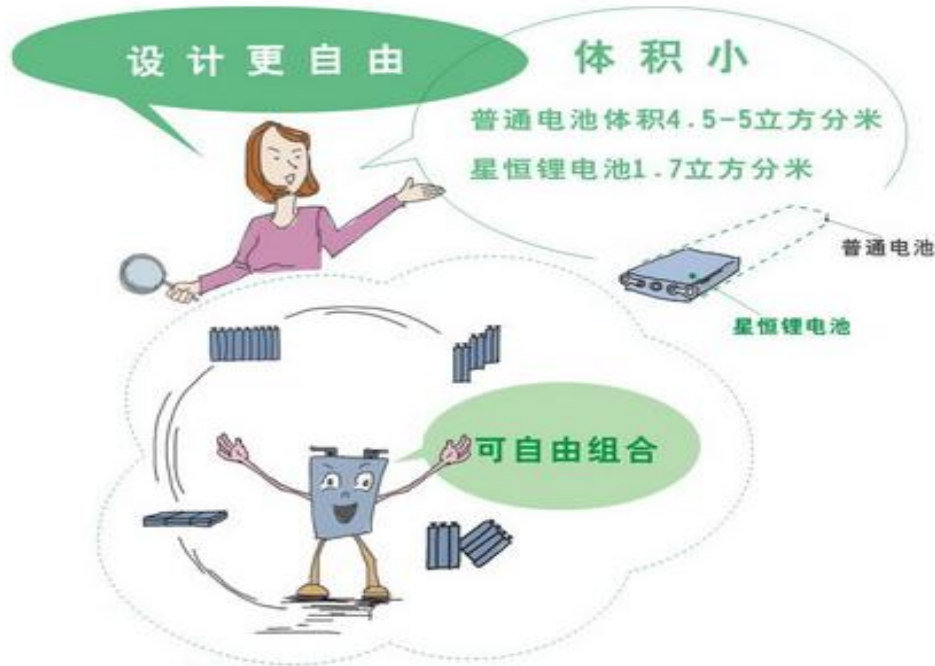 设计更自由
体积小
普通电池体积4.5-5立方分米
星恒锂电池1.7立方分米
普通电池
星恒锂电池
可自由组合